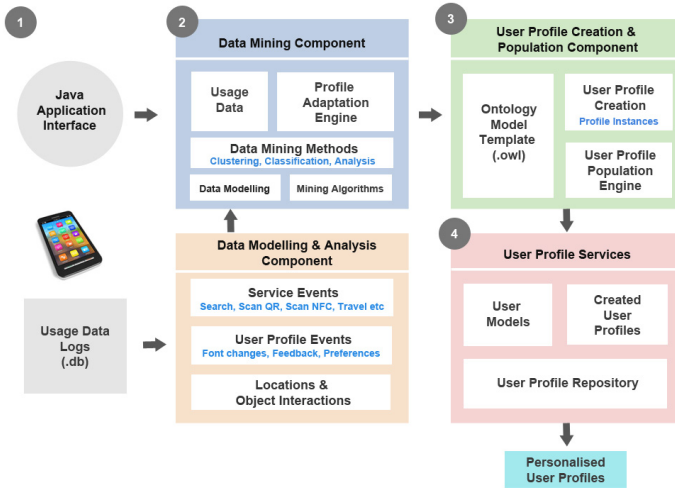 1
Java
Application
Interface
Usage Data
Logs
(.db)
2
Data Mining Component
Usage
Data
Profile
Adaptation
Engine
Data Mining Methods
Clustering, Classification, Analysis
Data Modelling
Mining Algorithms
Data Modelling & Analysis
Component
Service Events
Search, Scan QR, Scan NFC, Travel etc
User Profile Events
Font changes, Feedback, Preferences
Locations &
Object Interactions
3
User Profile Creation &
Population Component
Ontology
Model
Template
(.owl)
User Profile
Creation
Profile Instances
User Profile
Population Engine
4
User Profile Services
User
Models
Created
User
Profiles
User Profile Repository
Personalised
User Profiles